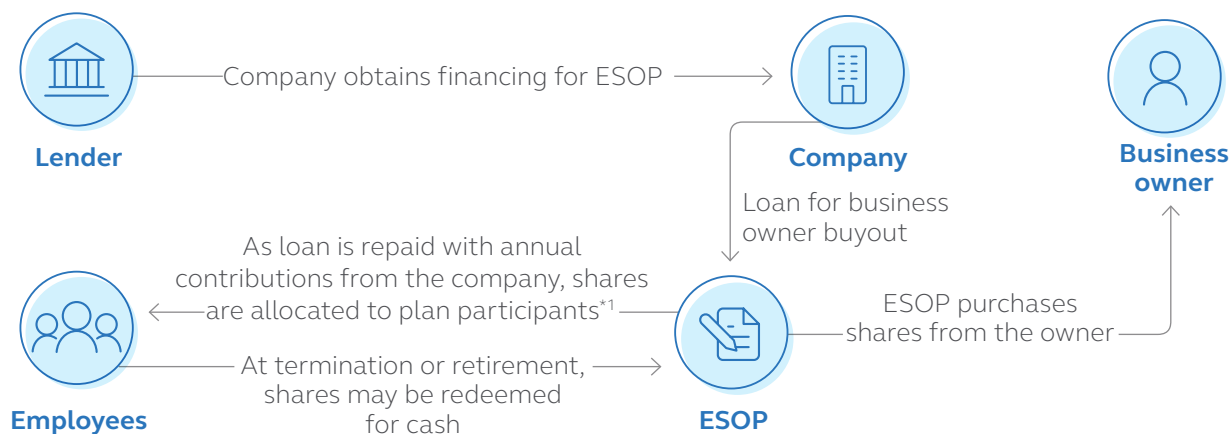 Company obtains financing for ESOP
Lender
Company
Business
owner
Loan for business
owner buyout
As loan is repaid with annual
contributions from the company, shares
are allocated to plan participants*1
ESOP purchases
shares from the owner
At termination or retirement,
shares may be redeemed
for cash
Employees
ESOP